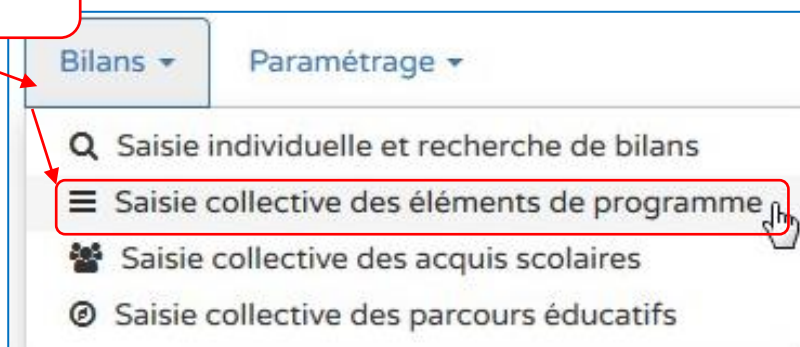 Bilans Paramétrage
Saisie individuelle et recherche de bilans
Saisie collective des éléments de programme
Saisie collective des acquis scolaires
Saisie collective des parcours éducatifs